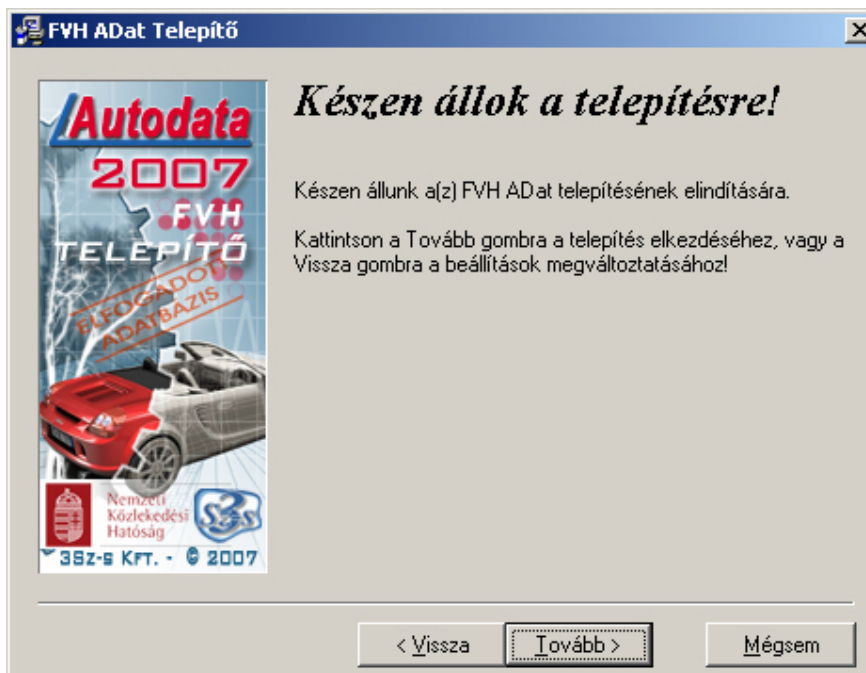 FVH ADat Telepítő
Autodata
2007
FVH
TELEPÍTŐ
ELFOGADOTT
ADATBÁZIS
Nemzeti
Közlekedési
Hatóság
S3S
3Sz-s Kft. - © 2007
Készen állok a telepítésre!
Készen állunk a(z) FVH ADat telepítésének elindítására.
Kattintson a Tovább gombra a telepítés elkezdéséhez, vagy a
Vissza gombra a beállítások megváltoztatásához!
< Vissza
Tovább >
Mégsem